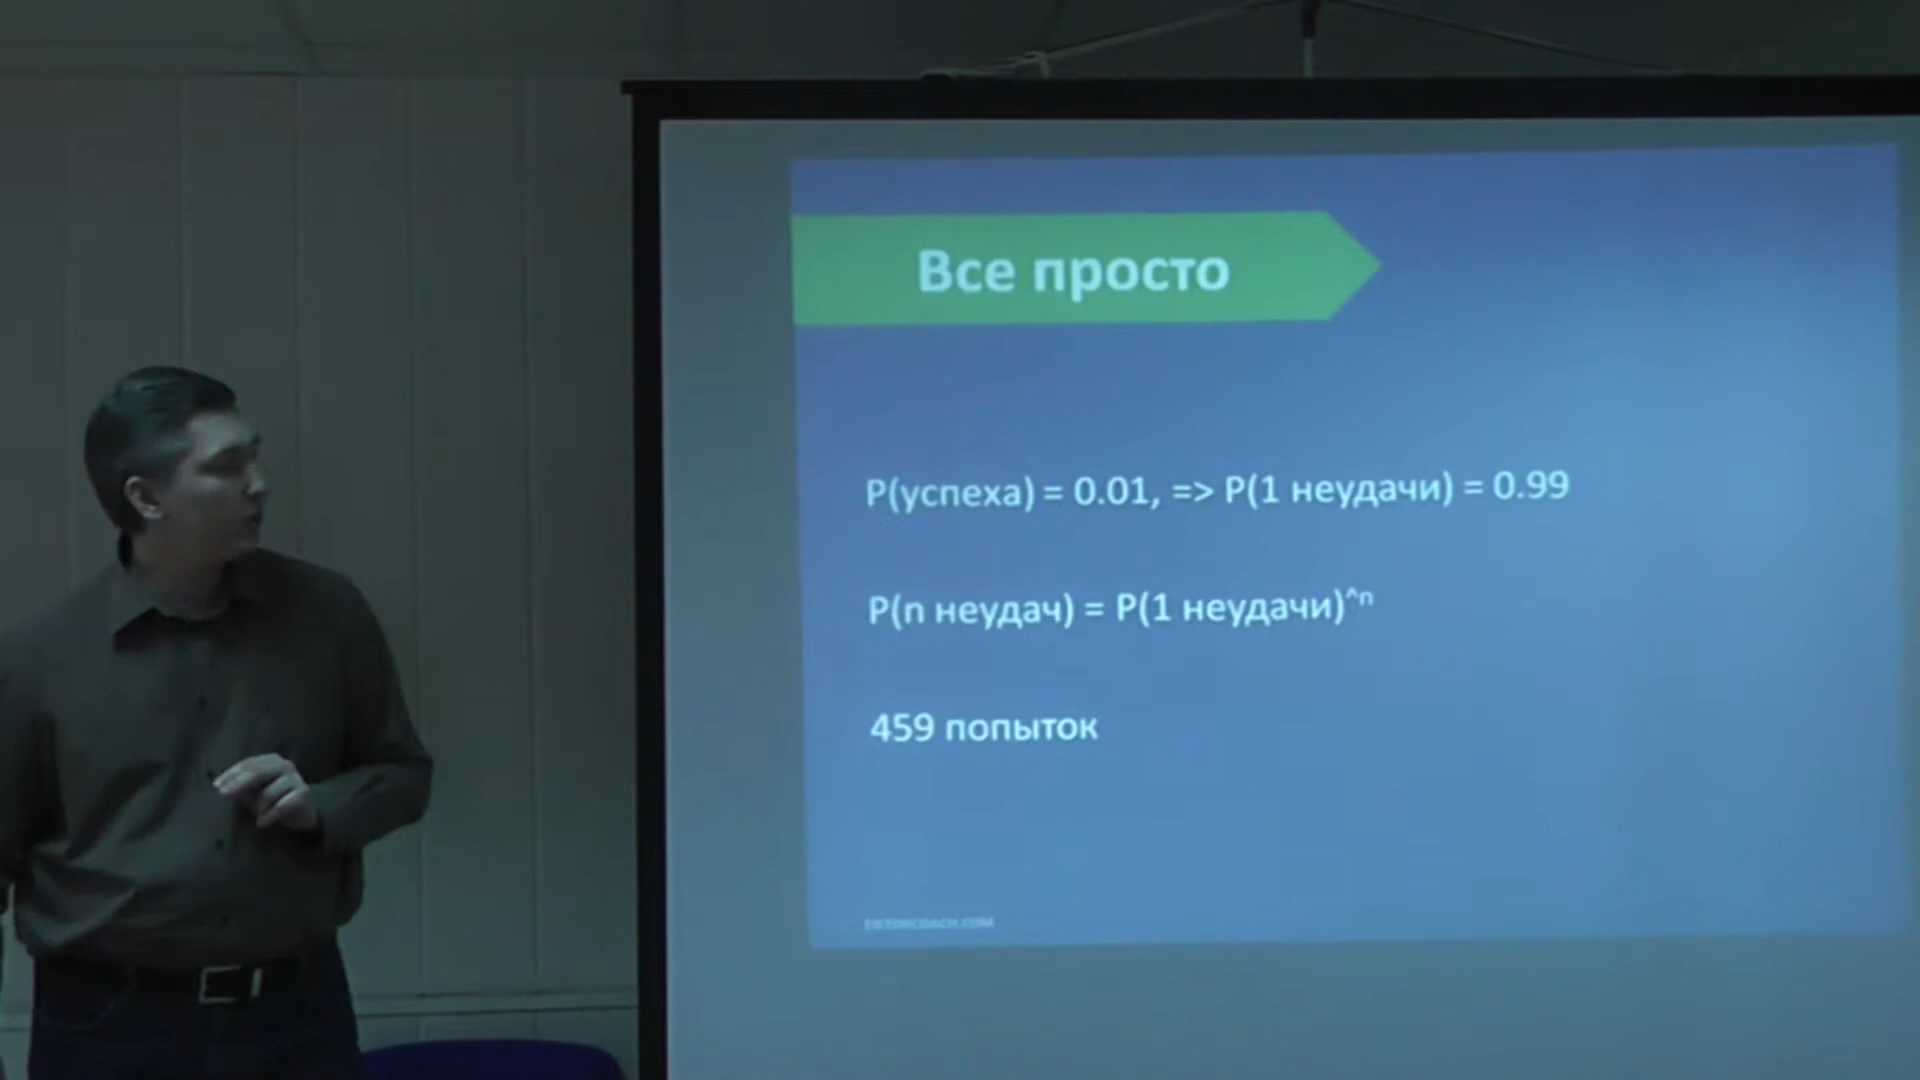 Все просто
P(успеха) = 0.01, => P(1 неудачи) = 0.99
P(n неудач) = P(1 неудачи)^n
459 попыток